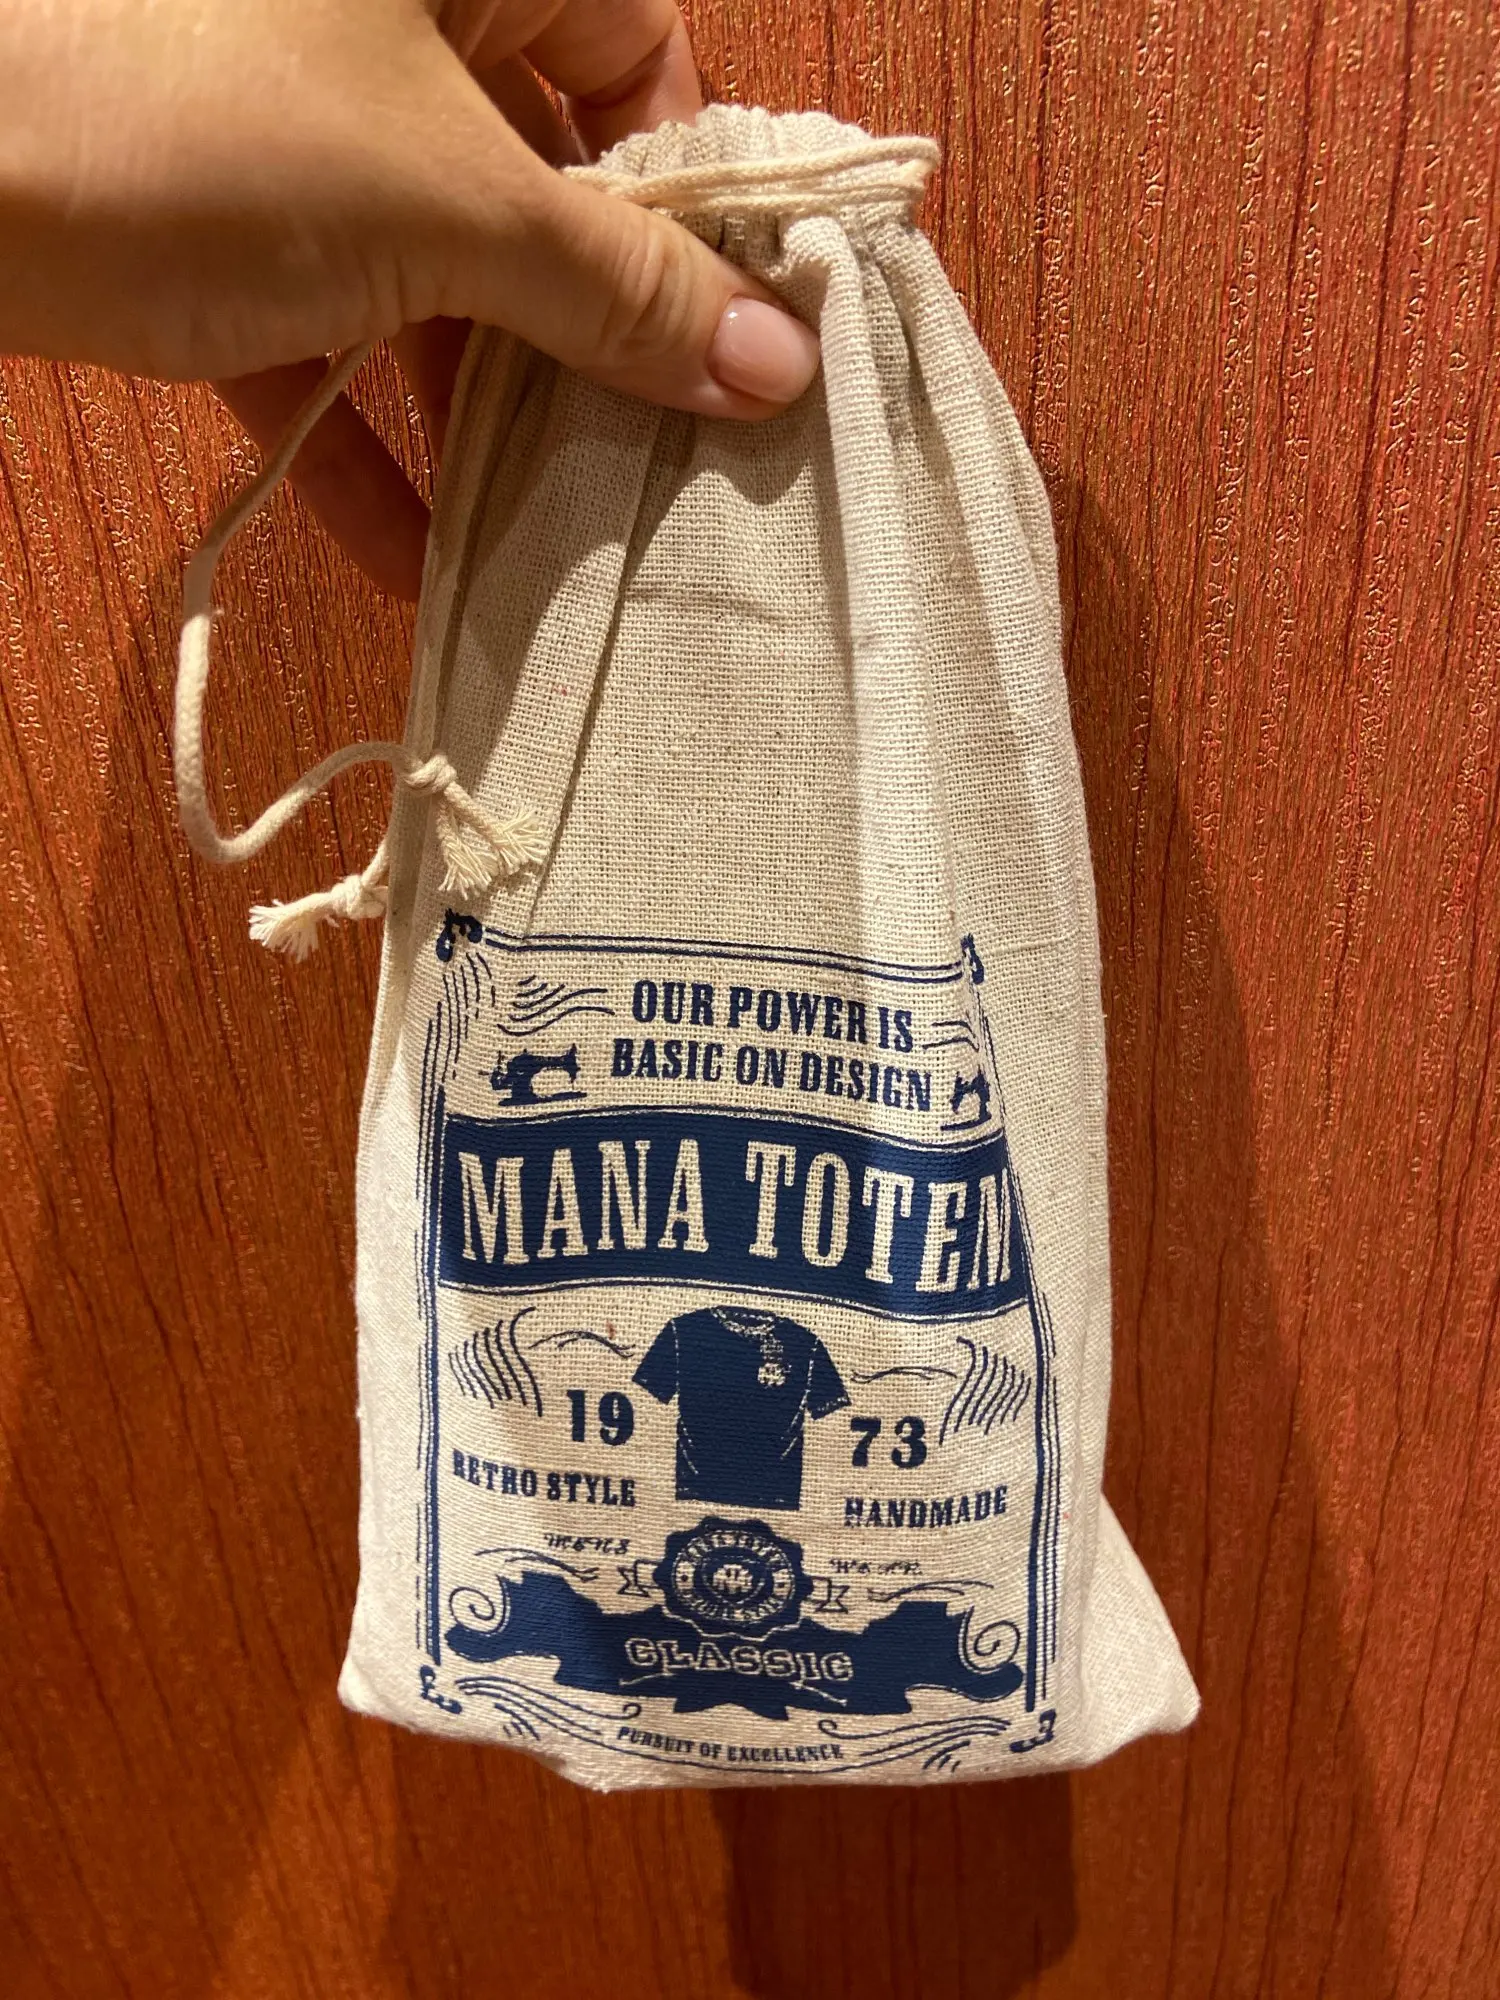 OUR POWER IS
BASIC ON DESIGN
MANA TOTEM
19 73
RETRO STYLE HANDMADE
CLASSIC
PURSUIT OF EXCELLENCE